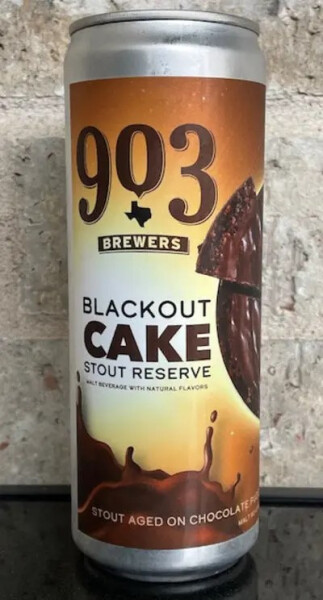 903
BREWERS
BLACKOUT
CAKE
STOUT RESERVE
MALT BEVERAGE WITH NATURAL FLAVORS
STOUT AGED ON CHOCOLATE